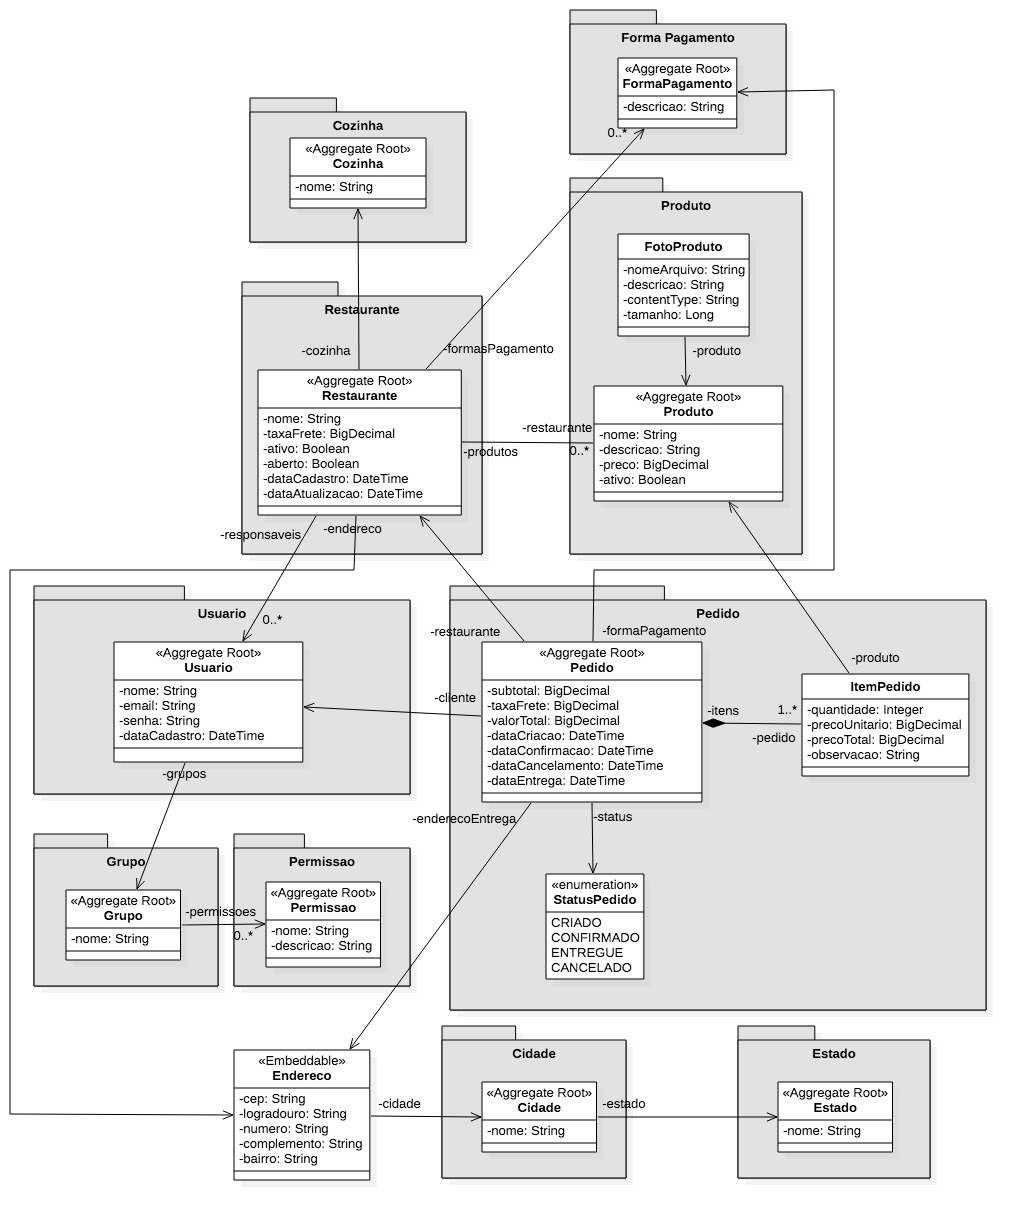 Forma Pagamento
«Aggregate Root»
FormaPagamento
-descricao: String
0..*
Cozinha
«Aggregate Root»
Cozinha
-nome: String
Produto
FotoProduto
-nomeArquivo: String
-descricao: String
-contentType: String
-tamanho: Long
-produto
Restaurante
-cozinha
-formasPagamento
«Aggregate Root»
Restaurante
-nome: String
-taxaFrete: BigDecimal
-ativo: Boolean
-aberto: Boolean
-dataCadastro: DateTime
-dataAtualizacao: DateTime
-restaurante
-produtos
0..*
«Aggregate Root»
Produto
-nome: String
-descricao: String
-preco: BigDecimal
-ativo: Boolean
-responsaveis
-endereco
Usuario
0..*
«Aggregate Root»
Usuario
-nome: String
-email: String
-senha: String
-dataCadastro: DateTime
-grupos
Pedido
-restaurante
-formaPagamento
-cliente
«Aggregate Root»
Pedido
-subtotal: BigDecimal
-taxaFrete: BigDecimal
-valorTotal: BigDecimal
-dataCriacao: DateTime
-dataConfirmacao: DateTime
-dataCancelamento: DateTime
-dataEntrega: DateTime
-itens
1..*
-pedido
-produto
ItemPedido
-quantidade: Integer
-precoUnitario: BigDecimal
-precoTotal: BigDecimal
-observacao: String
-enderecoEntrega
-status
«enumeration»
StatusPedido
CRIADO
CONFIRMADO
ENTREGUE
CANCELADO
Grupo
«Aggregate Root»
Grupo
-nome: String
-permissoes
0..*
Permissao
«Aggregate Root»
Permissao
-nome: String
-descricao: String
«Embeddable»
Endereco
-cep: String
-logradouro: String
-numero: String
-complemento: String
-bairro: String
-cidade
Cidade
«Aggregate Root»
Cidade
-nome: String
-estado
Estado
«Aggregate Root»
Estado
-nome: String